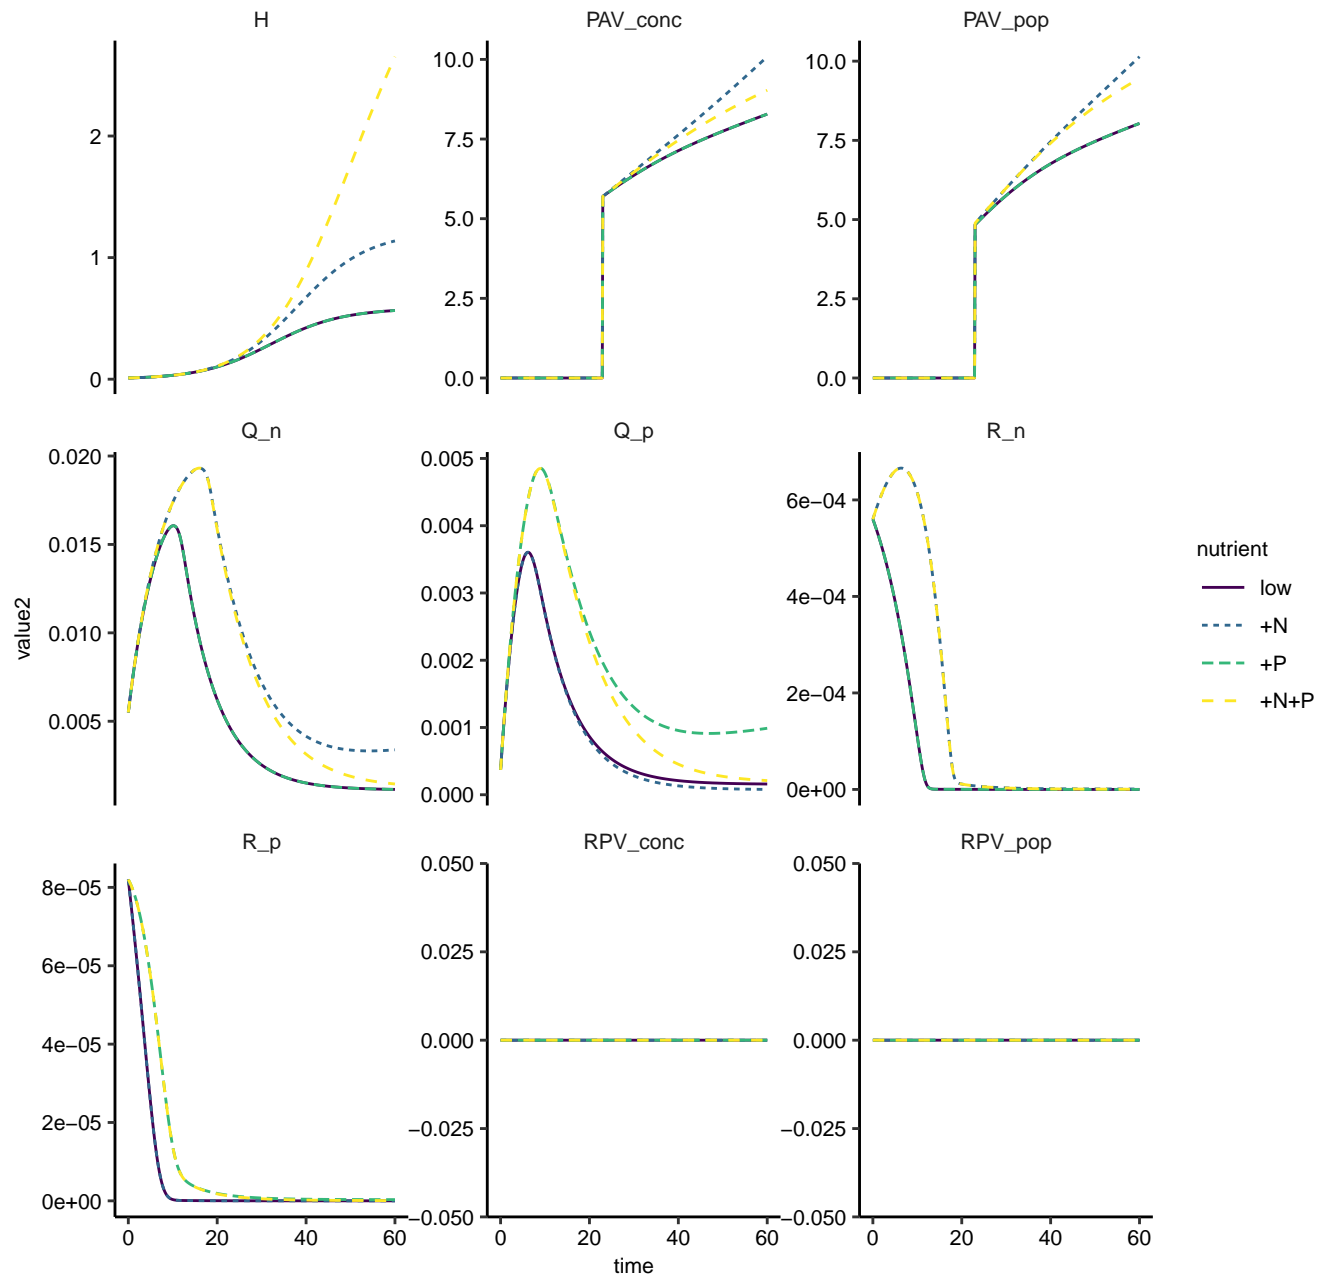 H
PAV_conc
PAV_pop
2
1
0
10.0
7.5
5.0
2.5
0.0
10.0
7.5
5.0
2.5
0.0
Q_n
Q_p
R_n
0.020
0.015
0.010
0.005
0.005
0.004
0.003
0.002
0.001
0.000
6e−04
4e−04
2e−04
0e+00
value2
R_p
RPV_conc
RPV_pop
8e−05
6e−05
4e−05
2e−05
0e+00
0.050
0.025
0.000
−0.025
−0.050
0.050
0.025
0.000
−0.025
−0.050
0 20 40 60
0 20 40 60
0 20 40 60
time
nutrient
low
+N
+P
+N+P